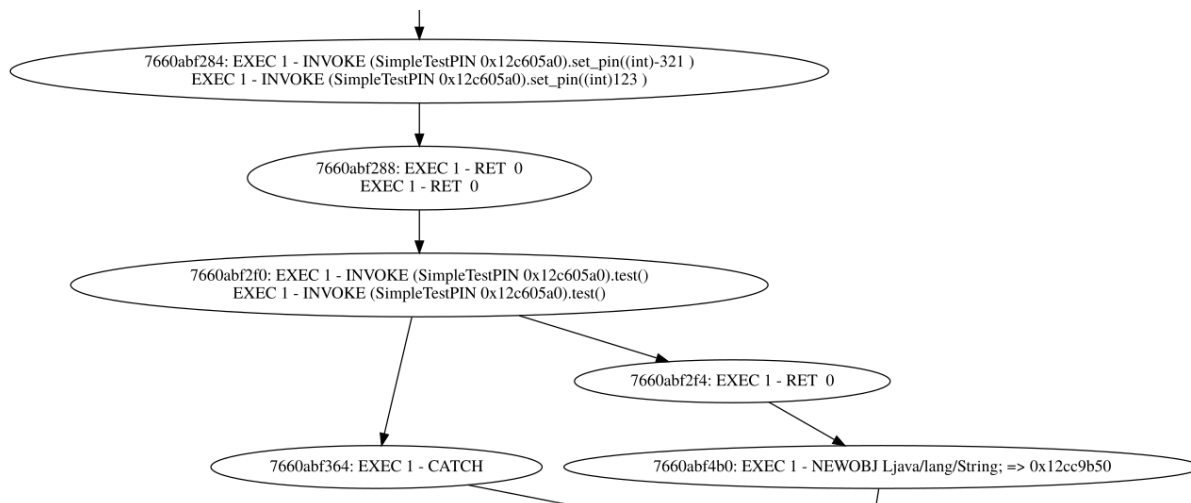 7660abf284: EXEC 1 - INVOKE (SimpleTestPIN 0x12c605a0).set_pin((int)-321 )
EXEC 1 - INVOKE (SimpleTestPIN 0x12c605a0).set_pin((int)123 )
7660abf288: EXEC 1 - RET  0
EXEC 1 - RET  0
7660abf2f0: EXEC 1 - INVOKE (SimpleTestPIN 0x12c605a0).test()
EXEC 1 - INVOKE (SimpleTestPIN 0x12c605a0).test()
7660abf2f4: EXEC 1 - RET  0
7660abf364: EXEC 1 - CATCH
7660abf4b0: EXEC 1 - NEWOBJ Ljava/lang/String; => 0x12cc9b50